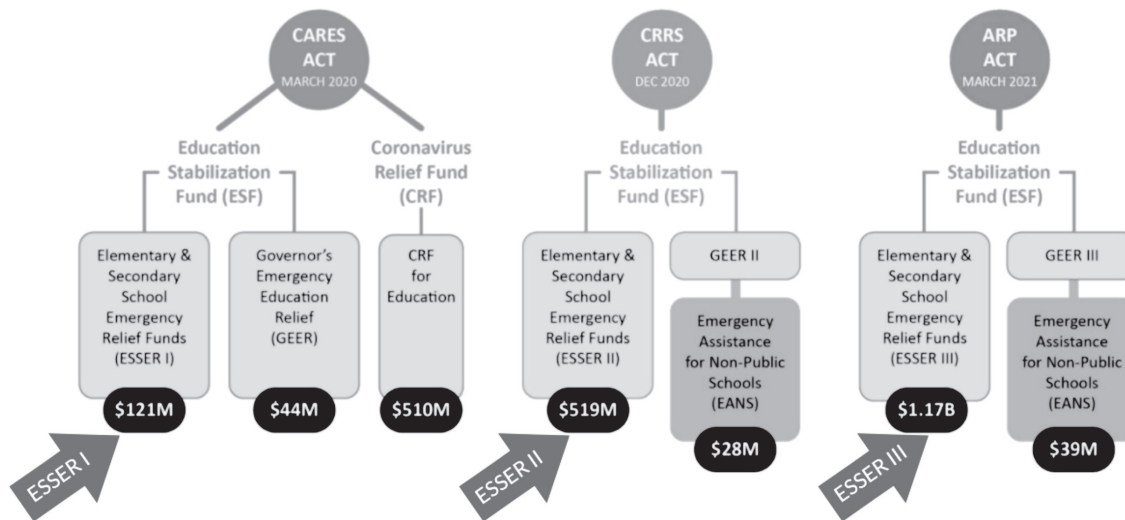 CARES
ACT
MARCH 2020
Education
Stabilization
Fund (ESF)
Coronavirus
Relief Fund
(CRF)
Elementary &
Secondary
School
Emergency
Relief Funds
(ESSER I)
$121M
Governor's
Emergency
Education
Relief
(GEER)
$44M
CRF
for
Education
$510M
ESSER I
CRRS
ACT
DEC 2020
Education
Stabilization
Fund (ESF)
Elementary &
Secondary
School
Emergency
Relief Funds
(ESSER II)
$519M
GEER II
Emergency
Assistance
for Non-Public
Schools
(EANS)
$28M
ESSER II
ARP
ACT
MARCH 2021
Education
Stabilization
Fund (ESF)
Elementary &
Secondary
School
Emergency
Relief Funds
(ESSER III)
$1.17B
GEER III
Emergency
Assistance
for Non-Public
Schools
(EANS)
$39M
ESSER III